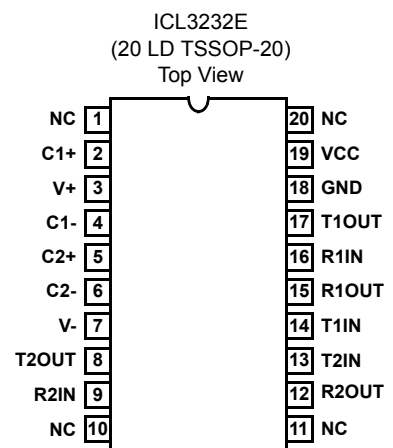 ICL3232E
(20 LD TSSOP-20)
Top View
NC 1 20 NC
C1+ 2 19 VCC
V+ 3 18 GND
C1- 4 17 T1OUT
C2+ 5 16 R1IN
C2- 6 15 R1OUT
V- 7 14 T1IN
T2OUT 8 13 T2IN
R2IN 9 12 R2OUT
NC 10 11 NC